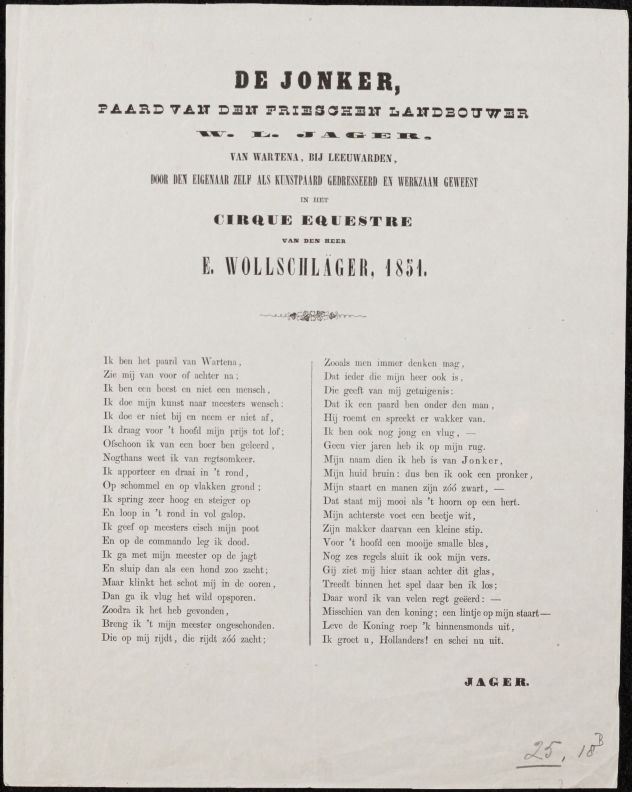 DE JONKER,
PAARD VAN DEN FRIESCHEN LANDBOUWER
W. L. JAGER.
VAN WARTENA, BIJ LEEUWARDEN,
DOOR DEN EIGENAAR ZELF ALS KUNSTPAARD GEDRESSEERD EN WERKZAAM GEWEEST
IN HET
CIRQUE EQUESTRE
VAN DEN HEER
E. WOLLSCHLÄGER, 1851.
Ik ben het paard van Wartena,
Zie mij van voor of achter na;
Ik ben een beest en niet een mensch,
Ik doe mijn kunst naar meesters wensch:
Ik doe er niet bij en neem er niet af,
Ik draag voor 't hoofd mijn prijs tot lof;
Ofschoon ik van een boer ben geleerd,
Nogthans weet ik van regtsomkeer.
Ik apporteer en draai in 't rond,
Op schommel en op vlakken grond;
Ik spring zeer hoog en steiger op
En loop in 't rond in vol galop.
Ik geef op meesters eisch mijn poot
En op de commando leg ik dood.
Ik ga met mijn meester op de jagt
En sluip dan als een hond zoo zacht;
Maar klinkt het schot mij in de ooren,
Dan ga ik vlug het wild opsporen.
Zoodra ik het heb gevonden,
Breng ik 't mijn meester ongeschonden.
Die op mij rijdt, die rijdt zóó zacht;
Zooals men immer denken mag,
Dat ieder die mijn heer ook is,
Die geeft van mij getuigenis:
Dat ik een paard ben onder den man,
Hij roemt en spreekt er wakker van.
Ik ben ook nog jong en vlug, —
Geen vier jaren heb ik op mijn rug.
Mijn naam dien ik heb is van Jonker,
Mijn huid bruin: dus ben ik ook een pronker,
Mijn staart en manen zijn zóó zwart, —
Dat staat mij mooi als 't hoorn op een hert.
Mijn achterste voet een beetje wit,
Zijn makker daarvan een kleine stip.
Voor 't hoofd een mooije smalle bles,
Nog zes regels sluit ik ook mijn vers.
Gij ziet mij hier staan achter dit glas,
Treedt binnen het spel daar ben ik los;
Daar word ik van velen regt geëerd: —
Misschien van den koning; een lintje op mijn staart—
Leve de Koning roep 'k binnensmonds uit,
Ik groet u, Hollanders! en schei nu uit.
JAGER.
25, 18B